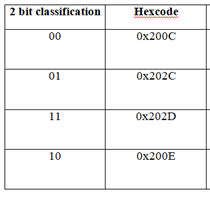 2 bit classification Hexcode
00 0x200C
01 0x202C
11 0x202D
10 0x200E